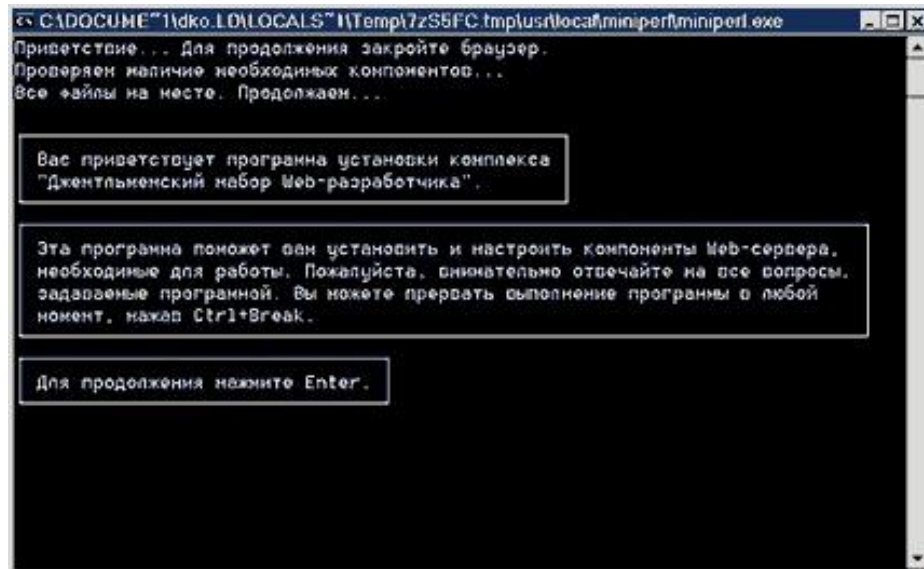 C:\DOCUME~1\dko.LD\LOCALS~1\Temp\7zS5FC.tmp\usr\local\miniperl\miniperl.exe
Приветствие... Для продолжения закройте браузер.
Проверяем наличие необходимых компонентов...
Все файлы на месте. Продолжаем...
Вас приветствует программа установки комплекса
"Джентльменский набор Web-разработчика".
Эта программа поможет вам установить и настроить компоненты Web-сервера,
необходимые для работы. Пожалуйста, внимательно отвечайте на все вопросы,
задаваемые программой. Вы можете прервать выполнение программы в любой
момент, нажав Ctrl+Break.
Для продолжения нажмите Enter.